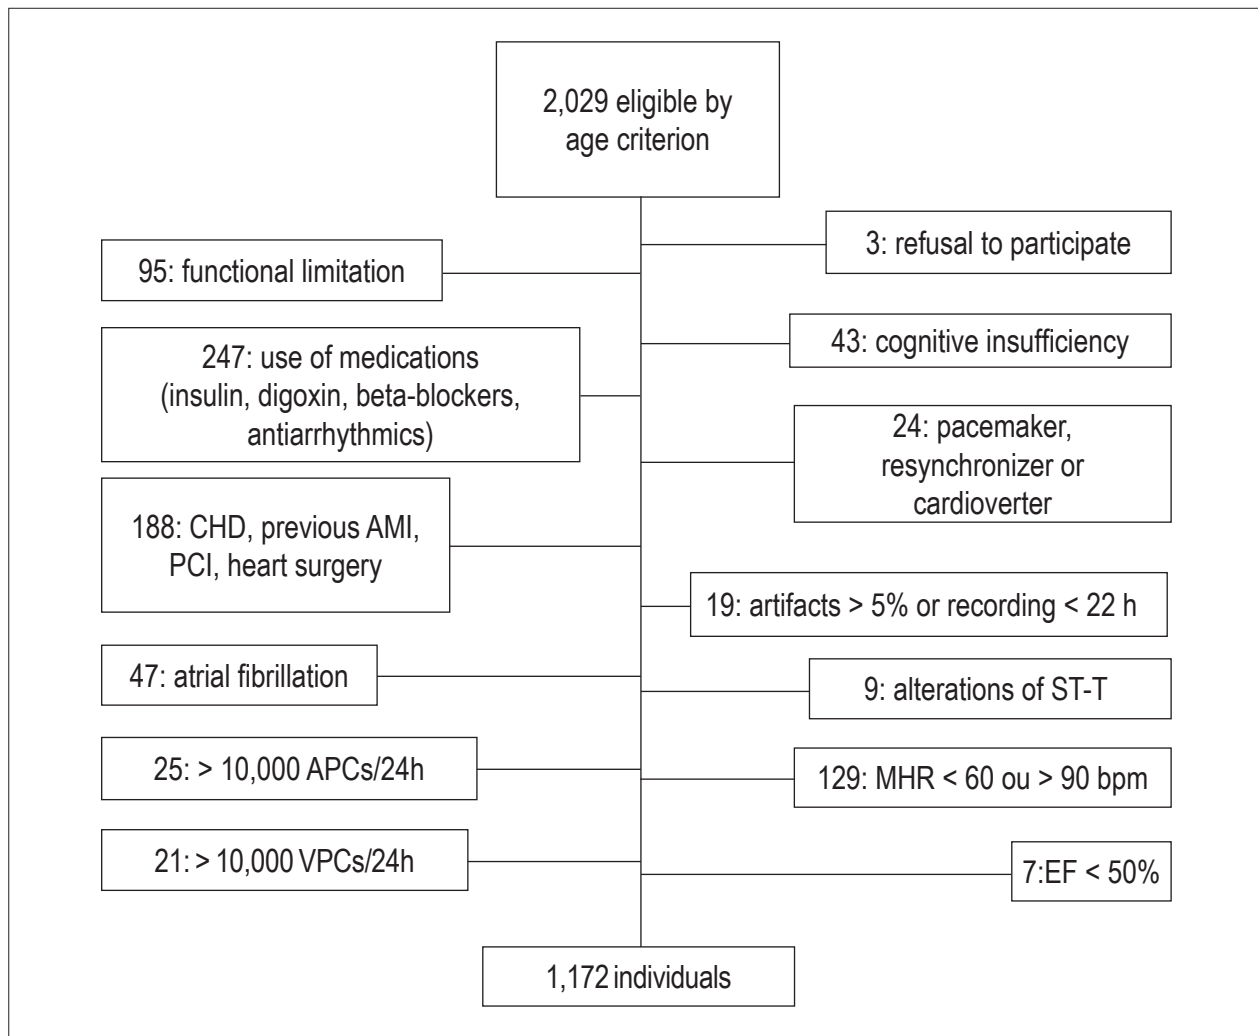 2,029 eligible by
age criterion
3: refusal to participate
95: functional limitation
43: cognitive insufficiency
247: use of medications
(insulin, digoxin, beta-blockers,
antiarrhythmics)
24: pacemaker,
resynchronizer or
cardioverter
188: CHD, previous AMI,
PCI, heart surgery
19: artifacts > 5% or recording < 22 h
47: atrial fibrillation
9: alterations of ST-T
25: > 10,000 APCs/24h
129: MHR < 60 ou > 90 bpm
21: > 10,000 VPCs/24h
7:EF < 50%
1,172 individuals